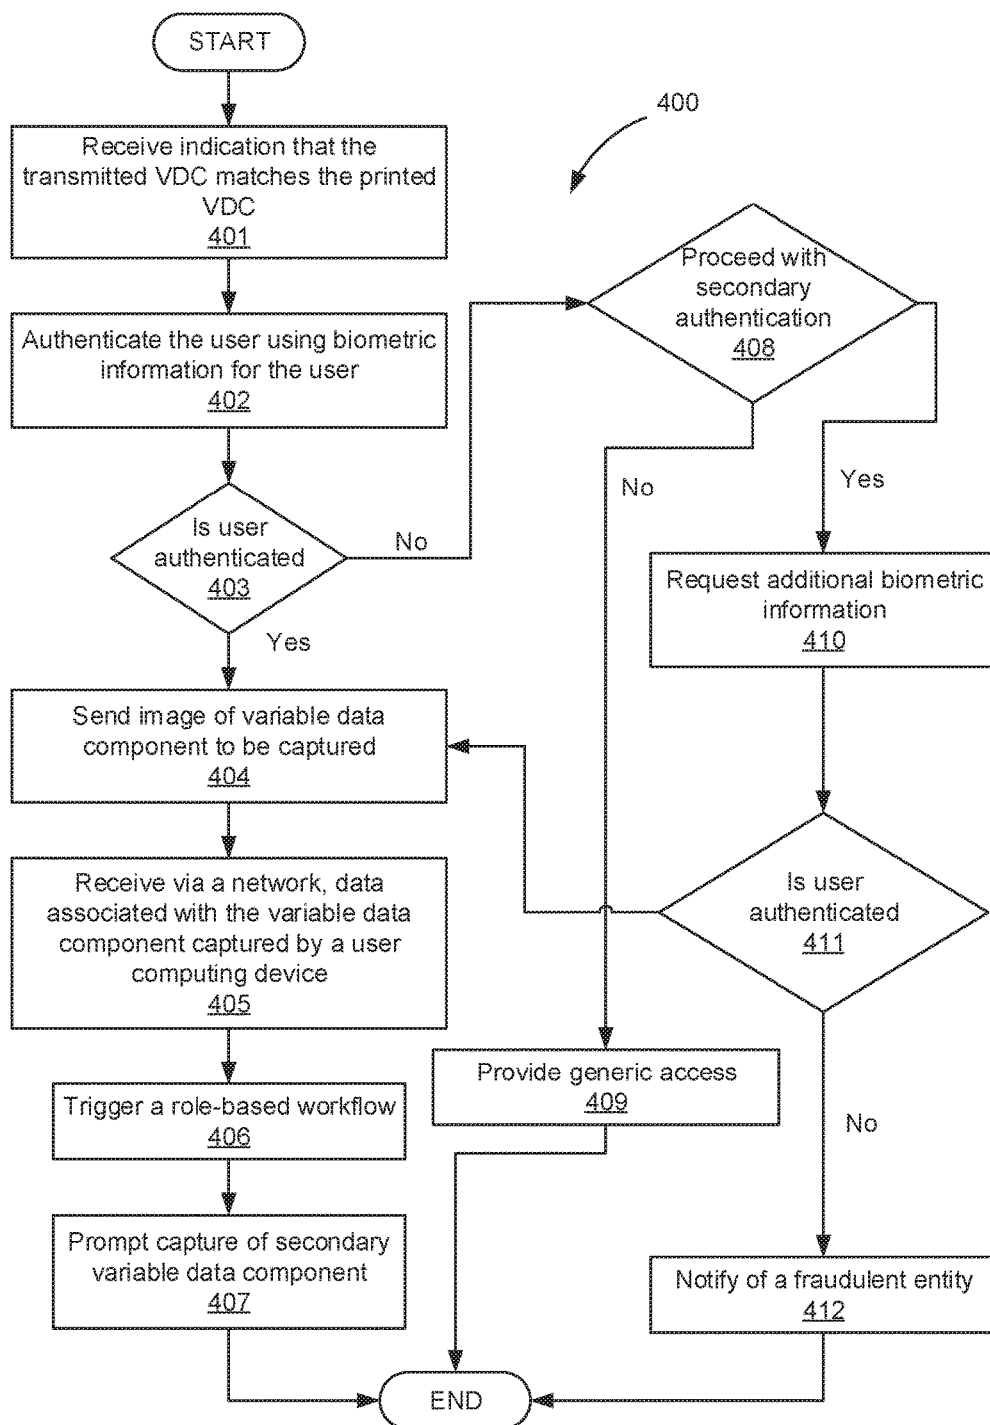 START
400
Receive indication that the
transmitted VDC matches the printed
VDC
401
Authenticate the user using biometric
information for the user
402
Is user
authenticated
403
No
Yes
Send image of variable data
component to be captured
404
Receive via a network, data
associated with the variable data
component captured by a user
computing device
405
Trigger a role-based workflow
406
Prompt capture of secondary
variable data component
407
Proceed with
secondary
authentication
408
No
Yes
Provide generic access
409
Request additional biometric
information
410
Is user
authenticated
411
No
Notify of a fraudulent entity
412
END